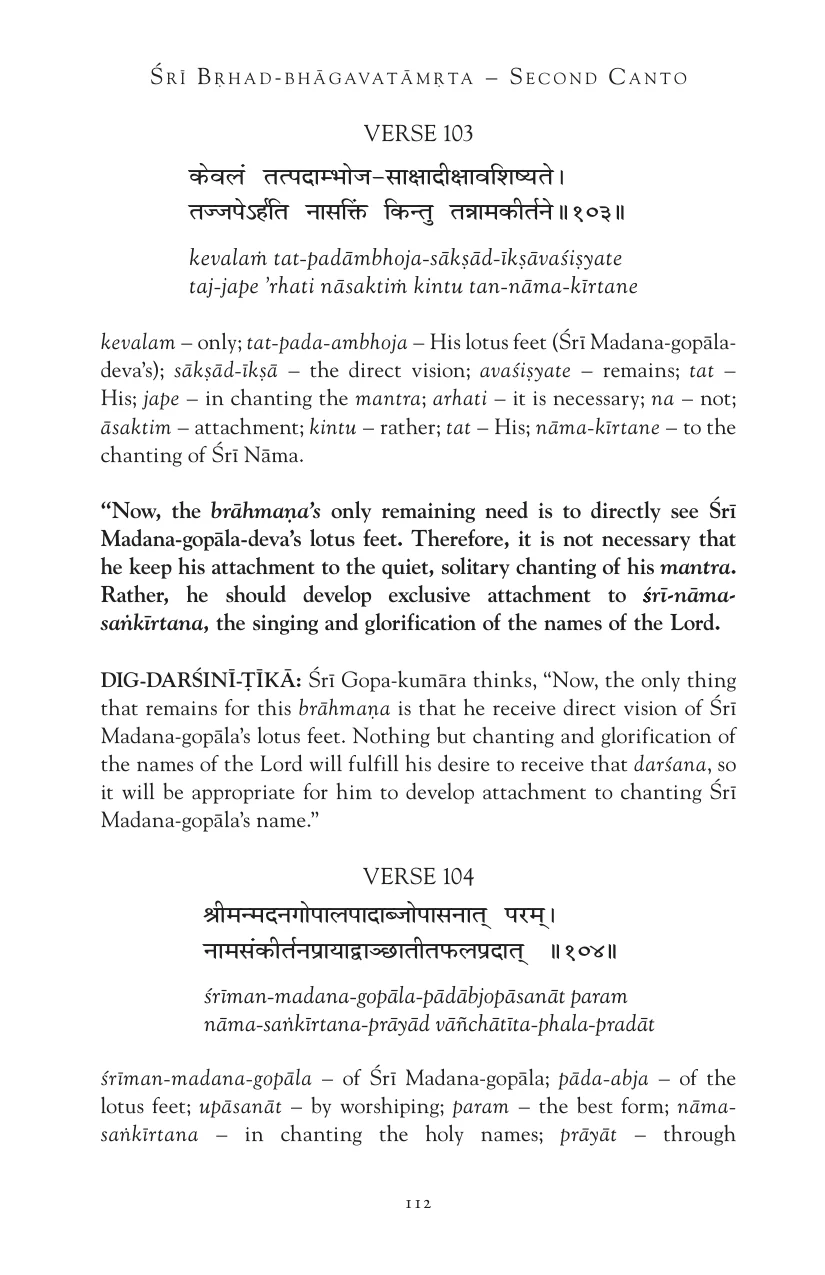 ŚRĪ BṚHAD-BHĀGAVATĀMṚTA – SECOND CANTO
VERSE 103
केवलं तत्पदाम्भोज-साक्षादीक्षावशिष्यते।
तज्जपेऽर्हति नासक्तिं किन्तु तन्नामकीर्तने॥१०३॥
kevalaṁ tat-padāmbhoja-sākṣād-īkṣāvaśiṣyate
taj-jape ’rhati nāsaktiṁ kintu tan-nāma-kīrtane
kevalam – only; tat-pada-ambhoja – His lotus feet (Śrī Madana-gopāla-
deva’s); sākṣād-īkṣā – the direct vision; avaśiṣyate – remains; tat –
His; jape – in chanting the mantra; arhati – it is necessary; na – not;
āsaktim – attachment; kintu – rather; tat – His; nāma-kīrtane – to the
chanting of Śrī Nāma.
“Now, the brāhmaṇa’s only remaining need is to directly see Śrī
Madana-gopāla-deva’s lotus feet. Therefore, it is not necessary that
he keep his attachment to the quiet, solitary chanting of his mantra.
Rather, he should develop exclusive attachment to śrī-nāma-
saṅkīrtana, the singing and glorification of the names of the Lord.
DIG-DARŚINĪ-ṬĪKĀ: Śrī Gopa-kumāra thinks, “Now, the only thing
that remains for this brāhmaṇa is that he receive direct vision of Śrī
Madana-gopāla’s lotus feet. Nothing but chanting and glorification of
the names of the Lord will fulfill his desire to receive that darśana, so
it will be appropriate for him to develop attachment to chanting Śrī
Madana-gopāla’s name.”
VERSE 104
श्रीमन्मदनगोपालपादाब्जोपासनात् परम्।
नामसंकीर्तनप्रायाद्वाञ्छातीतफलप्रदात् ॥१०४॥
śrīman-madana-gopāla-pādābjopāsanāt param
nāma-saṅkīrtana-prāyād vāñchātīta-phala-pradāt
śrīman-madana-gopāla – of Śrī Madana-gopāla; pāda-abja – of the
lotus feet; upāsanāt – by worshiping; param – the best form; nāma-
saṅkīrtana – in chanting the holy names; prāyāt – through
112